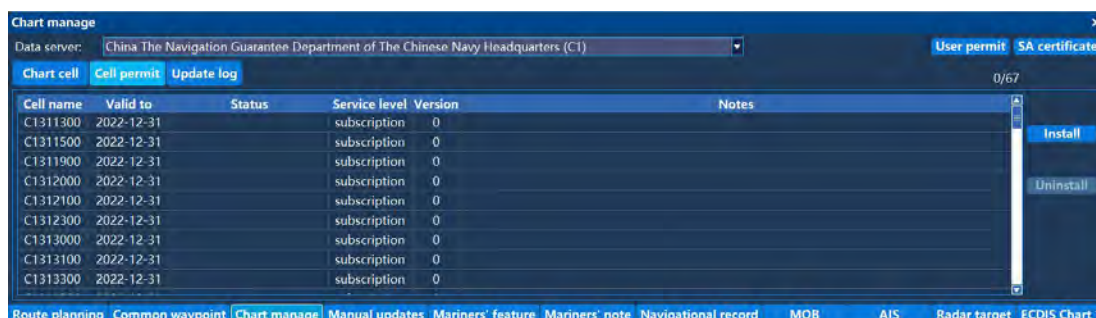 Chart manage
Data server: China The Navigation Guarantee Department of The Chinese Navy Headquarters (C1) User permit SA certificate
Chart cell Cell permit Update log
0/67
Cell name Valid to Status Service level Version Notes
C1311300 2022-12-31 subscription 0
C1311500 2022-12-31 subscription 0
Install
C1311900 2022-12-31 subscription 0
C1312000 2022-12-31 subscription 0
Uninstall
C1312100 2022-12-31 subscription 0
C1312300 2022-12-31 subscription 0
C1313000 2022-12-31 subscription 0
C1313100 2022-12-31 subscription 0
C1313300 2022-12-31 subscription 0
Route planning Common waypoint Chart manage Manual updates Mariners' feature Mariners' note Navigational record MOB AIS Radar target ECDIS Chart